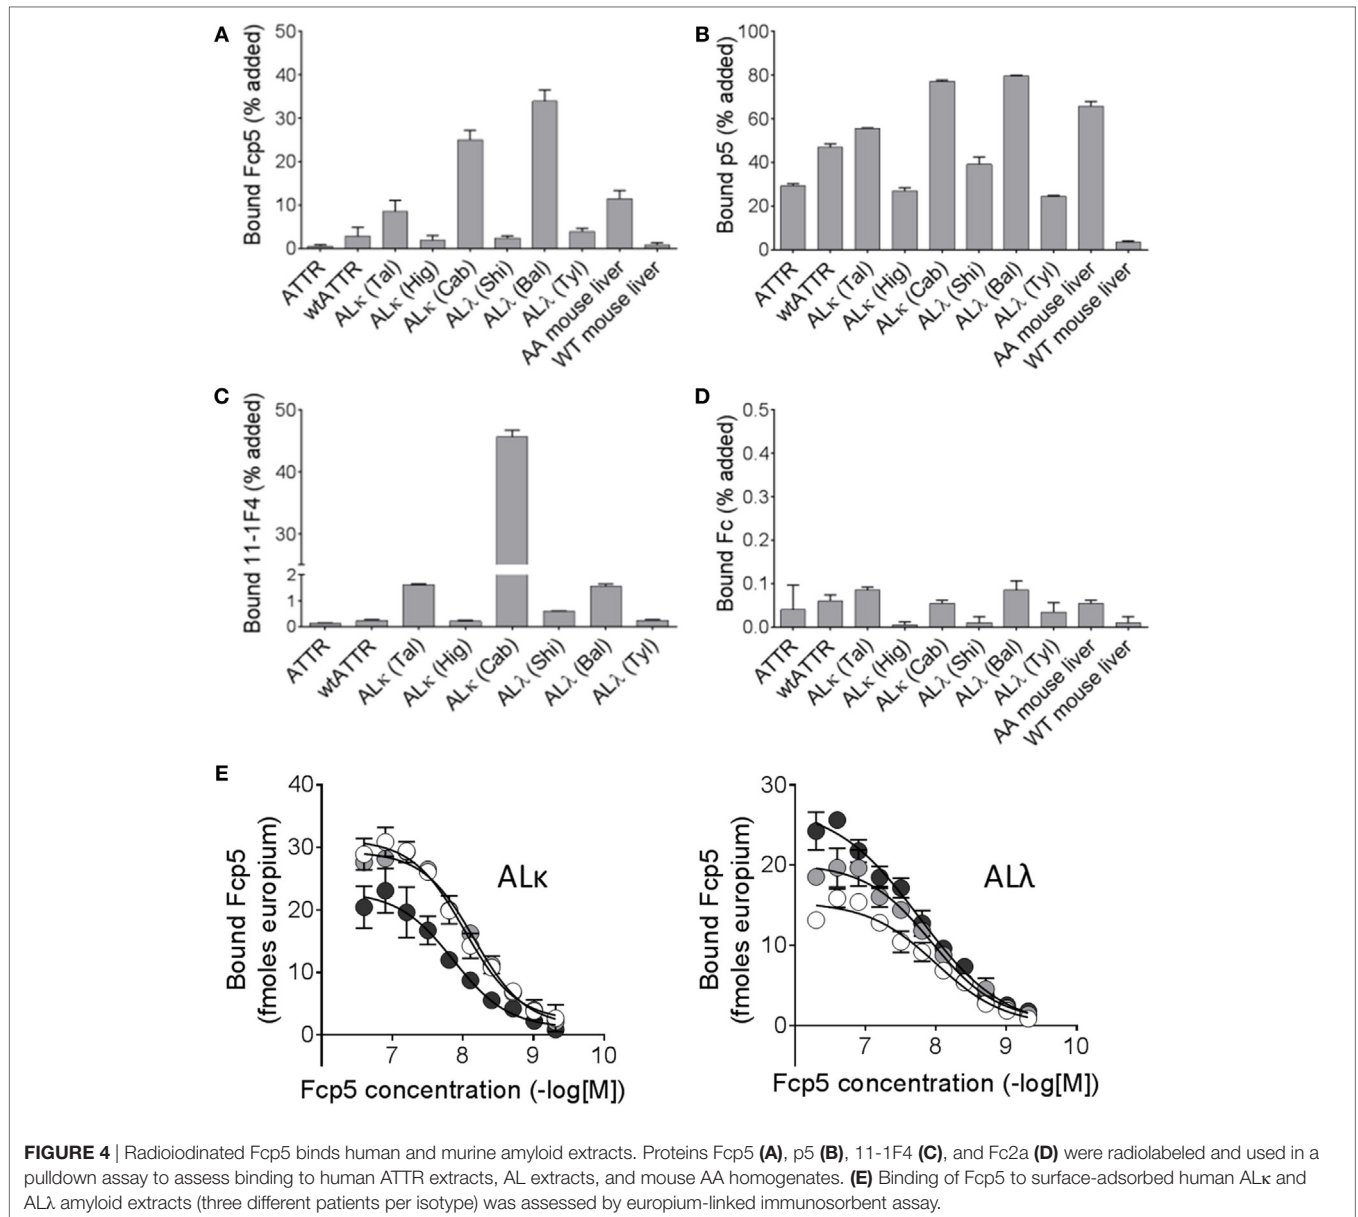 A
Bound Fcp5 (% added)
50
40
30
20
10
0
ATTR
wtATTR
ALκ (Tal)
ALκ (Hig)
ALκ (Cab)
ALλ (Shi)
ALλ (Bal)
ALλ (Tyl)
AA mouse liver
WT mouse liver
B
Bound p5 (% added)
100
80
60
40
20
0
ATTR
wtATTR
ALκ (Tal)
ALκ (Hig)
ALκ (Cab)
ALλ (Shi)
ALλ (Bal)
ALλ (Tyl)
AA mouse liver
WT mouse liver
C
Bound 11-1F4 (% added)
50
40
30
2
1
0
ATTR
wtATTR
ALκ (Tal)
ALκ (Hig)
ALκ (Cab)
ALλ (Shi)
ALλ (Bal)
ALλ (Tyl)
D
Bound Fc (% added)
0.5
0.4
0.3
0.2
0.1
0.0
ATTR
wtATTR
ALκ (Tal)
ALκ (Hig)
ALκ (Cab)
ALλ (Shi)
ALλ (Bal)
ALλ (Tyl)
AA mouse liver
WT mouse liver
E
Bound Fcp5
(fmoles europium)
40
30
20
10
0
ALκ
7 8 9 10
Fcp5 concentration (-log[M])
Bound Fcp5
(fmoles europium)
30
20
10
0
ALλ
7 8 9 10
Fcp5 concentration (-log[M])
FIGURE 4 | Radioiodinated Fcp5 binds human and murine amyloid extracts. Proteins Fcp5 (A), p5 (B), 11-1F4 (C), and Fc2a (D) were radiolabeled and used in a
pulldown assay to assess binding to human ATTR extracts, AL extracts, and mouse AA homogenates. (E) Binding of Fcp5 to surface-adsorbed human ALκ and
ALλ amyloid extracts (three different patients per isotype) was assessed by europium-linked immunosorbent assay.